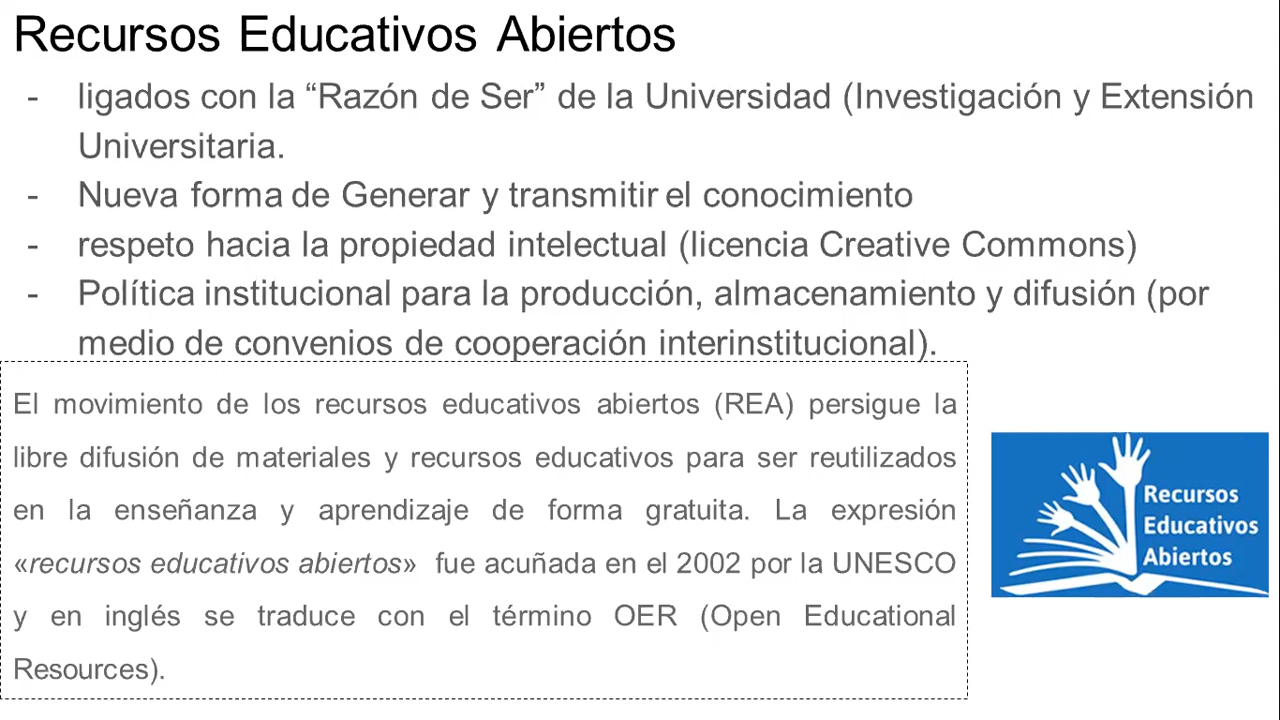 Recursos Educativos Abiertos
- ligados con la “Razón de Ser” de la Universidad (Investigación y Extensión
Universitaria.
- Nueva forma de Generar y transmitir el conocimiento
- respeto hacia la propiedad intelectual (licencia Creative Commons)
- Política institucional para la producción, almacenamiento y difusión (por
medio de convenios de cooperación interinstitucional).
El movimiento de los recursos educativos abiertos (REA) persigue la
libre difusión de materiales y recursos educativos para ser reutilizados
en la enseñanza y aprendizaje de forma gratuita. La expresión
«recursos educativos abiertos» fue acuñada en el 2002 por la UNESCO
y en inglés se traduce con el término OER (Open Educational
Resources).
Recursos
Educativos
Abiertos